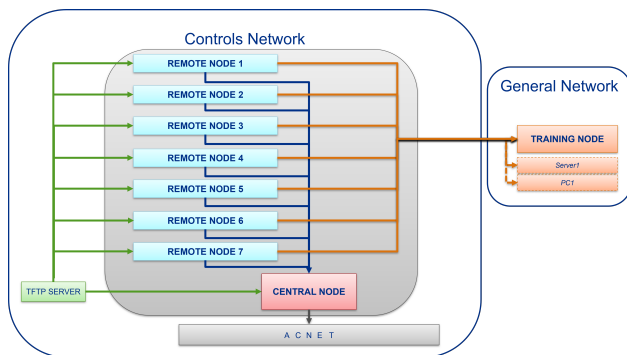 Controls Network
REMOTE NODE 1
REMOTE NODE 2
REMOTE NODE 3
REMOTE NODE 4
REMOTE NODE 5
REMOTE NODE 6
REMOTE NODE 7
TFTP SERVER
CENTRAL NODE
A C N E T
General Network
TRAINING NODE
Server1
PC1